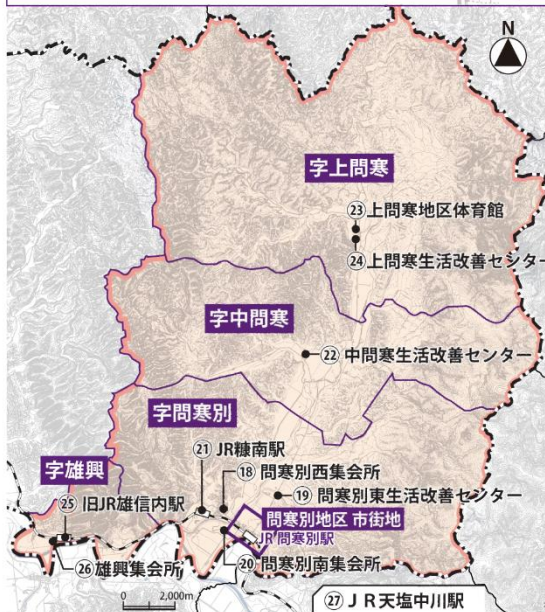 N
字上問寒
㉓上問寒地区体育館
㉔上問寒生活改善センター
字中問寒
㉒中問寒生活改善センター
字問寒別
㉑JR糠南駅
字雄興
⑱問寒別西集会所
㉕旧JR雄信内駅
⑲問寒別東生活改善センター
問寒別地区 市街地
JR問寒別駅
⑳問寒別南集会所
㉖雄興集会所
0 2,000m
㉗ＪＲ天塩中川駅